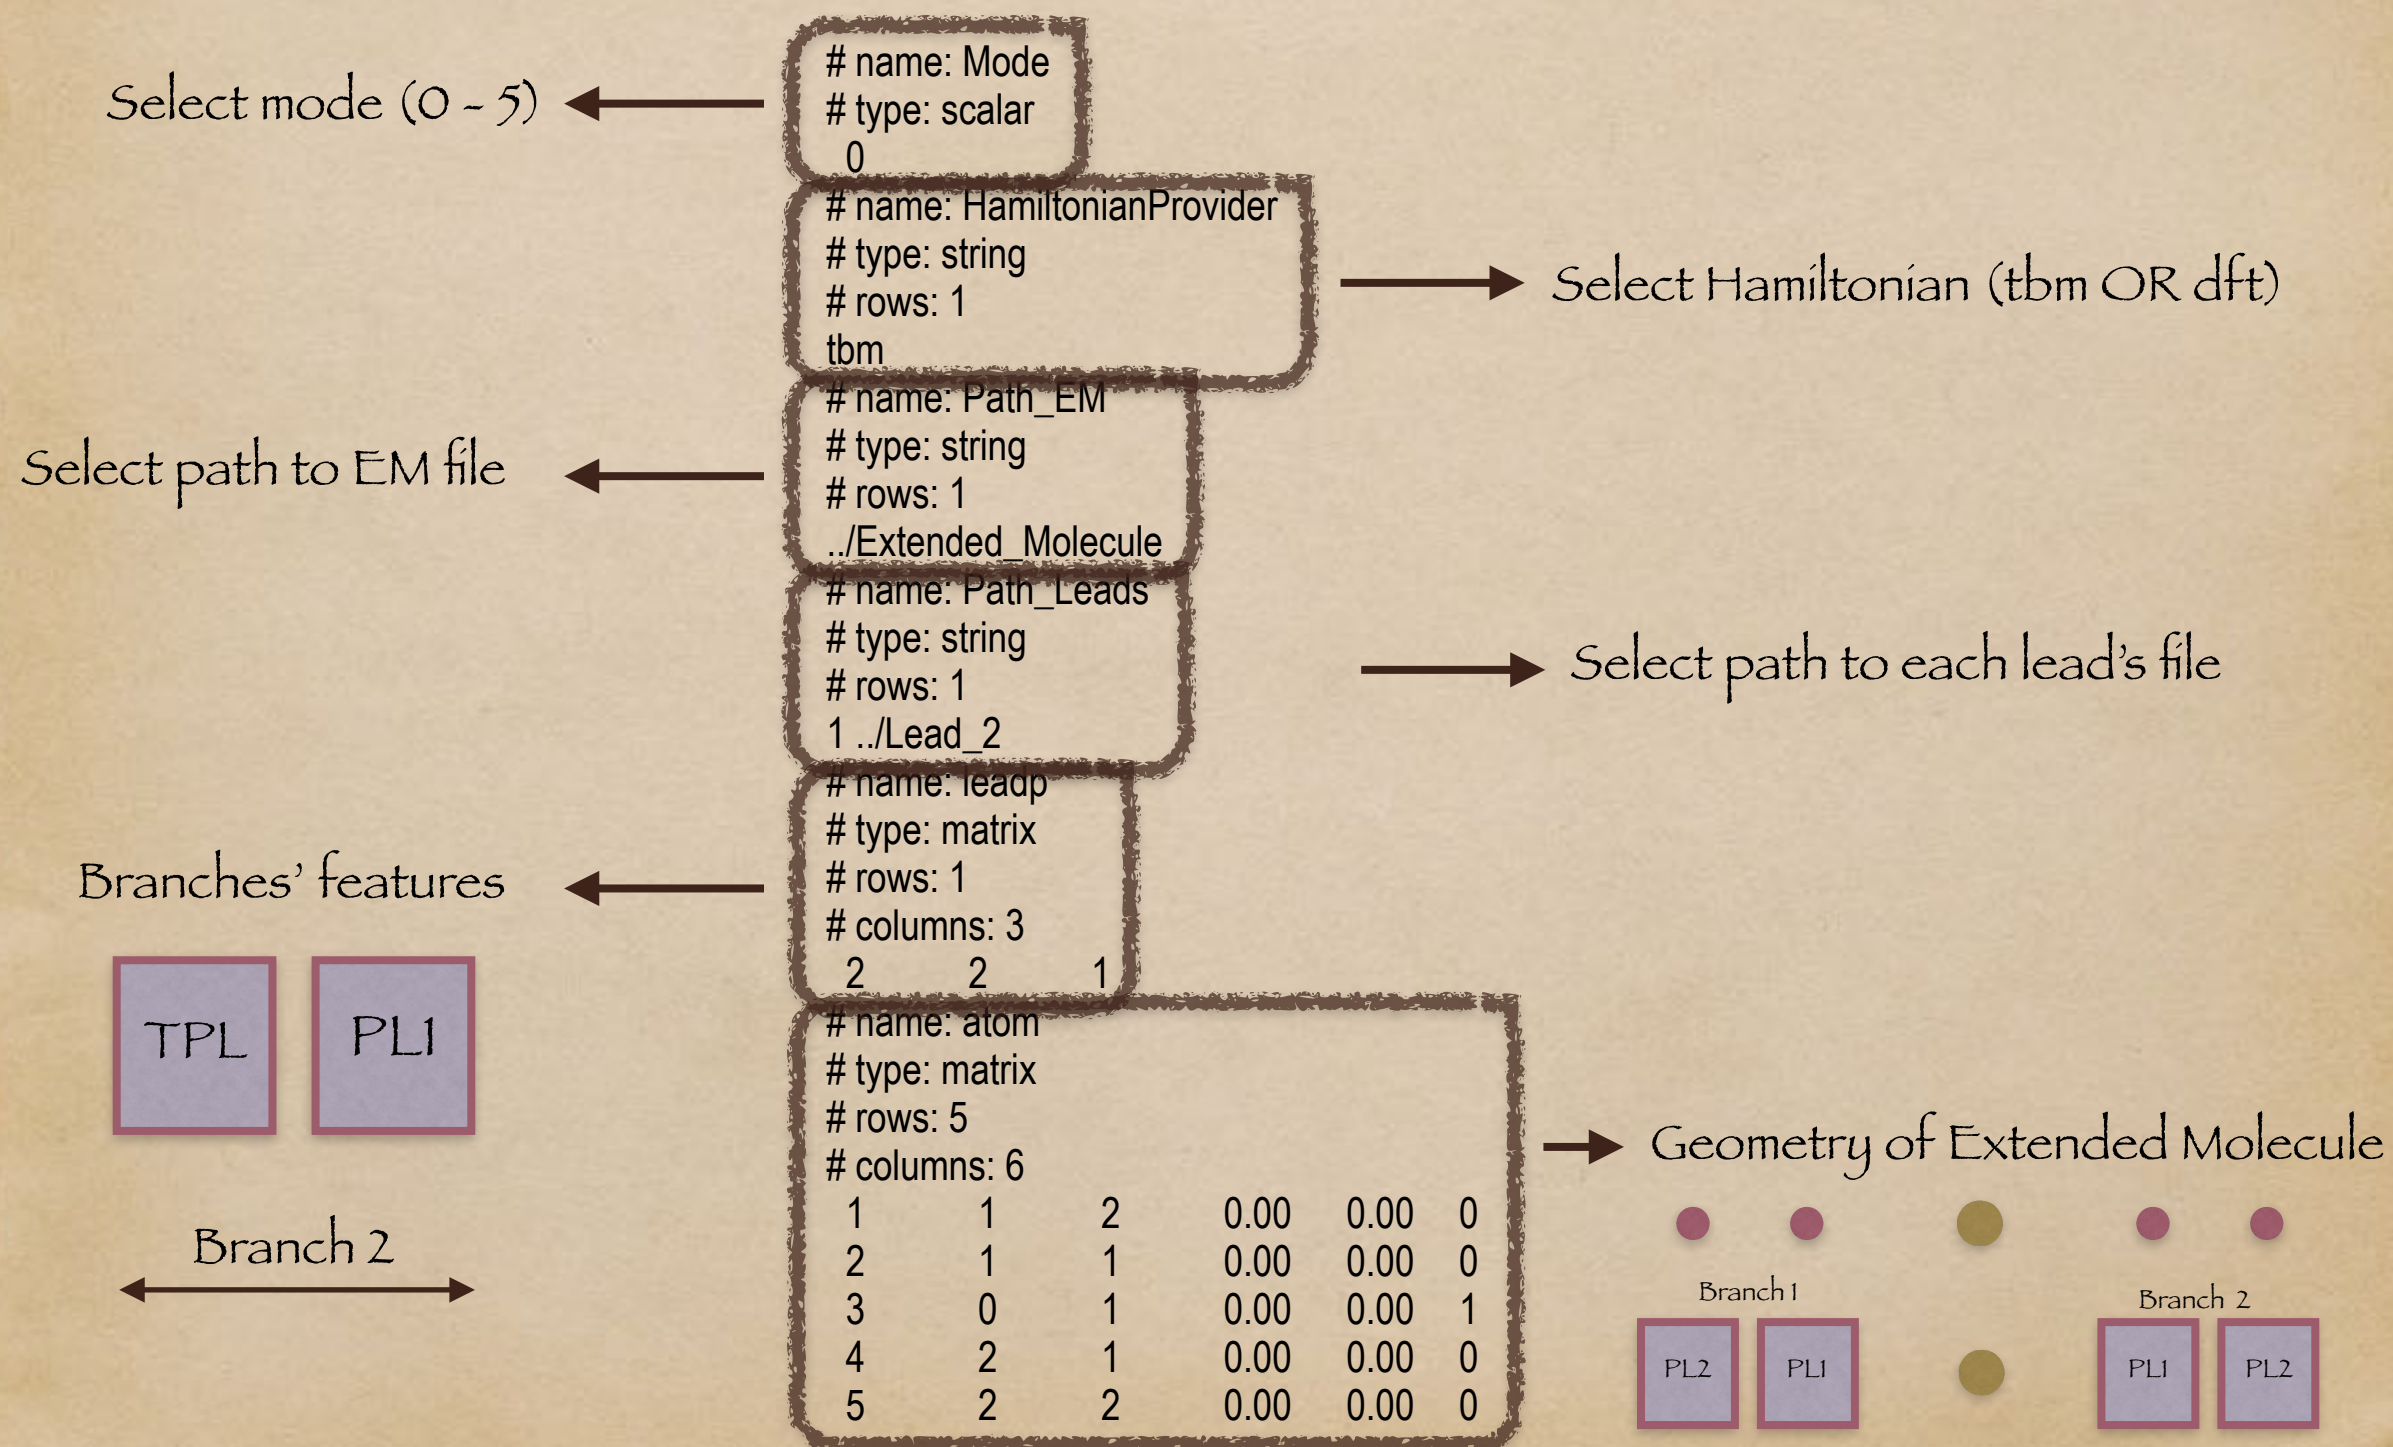 Select mode (0 - 5)
# name: Mode
# type: scalar
0
# name: HamiltonianProvider
# type: string
# rows: 1
tbm
Select Hamiltonian (tbm OR dft)
Select path to EM file
# name: Path_EM
# type: string
# rows: 1
../Extended_Molecule
# name: Path_Leads
# type: string
# rows: 1
1 ../Lead_2
Select path to each lead's file
Branches' features
# name: leadp
# type: matrix
# rows: 1
# columns: 3
2 2 1
TPL PL1
Branch 2
# name: atom
# type: matrix
# rows: 5
# columns: 6
1 1 2 0.00 0.00 0
2 1 1 0.00 0.00 0
3 0 1 0.00 0.00 1
4 2 1 0.00 0.00 0
5 2 2 0.00 0.00 0
Geometry of Extended Molecule
Branch 1 Branch 2
PL2 PL1 PL1 PL2